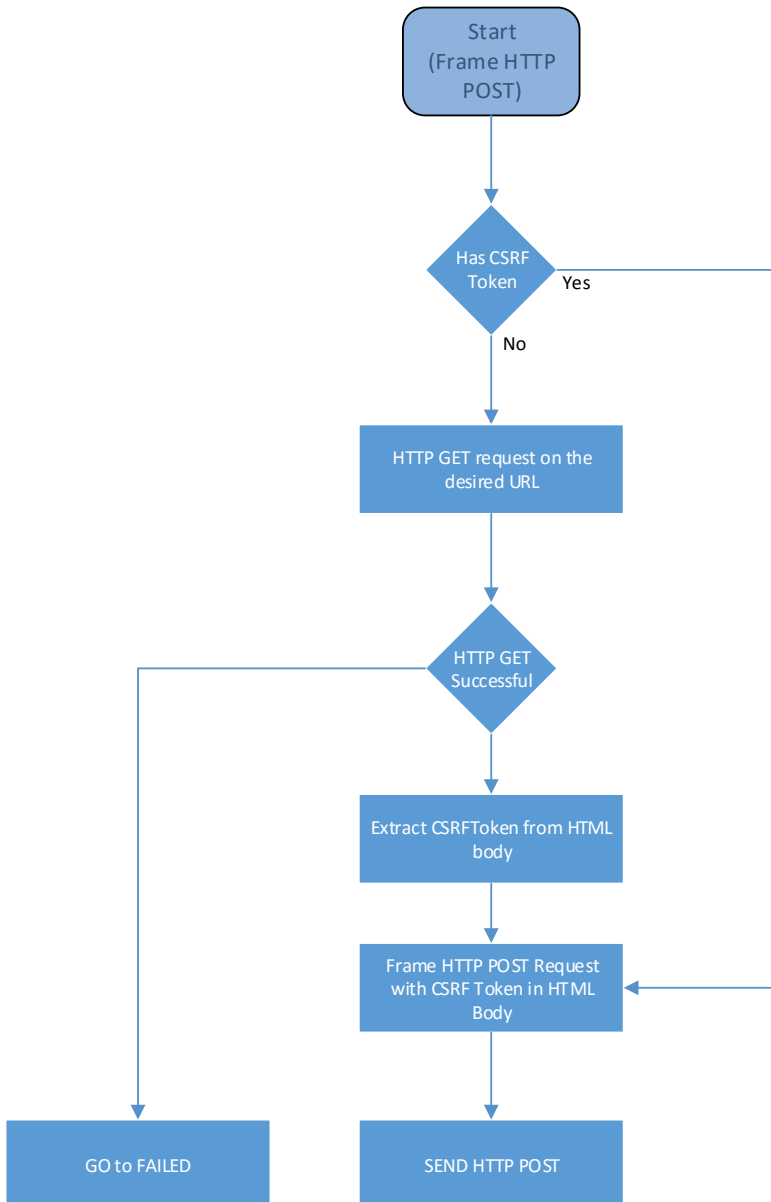 Start
(Frame HTTP
POST)
Has CSRF
Token
Yes
No
HTTP GET request on the
desired URL
HTTP GET
Successful
Extract CSRFToken from HTML
body
Frame HTTP POST Request
with CSRF Token in HTML
Body
GO to FAILED
SEND HTTP POST